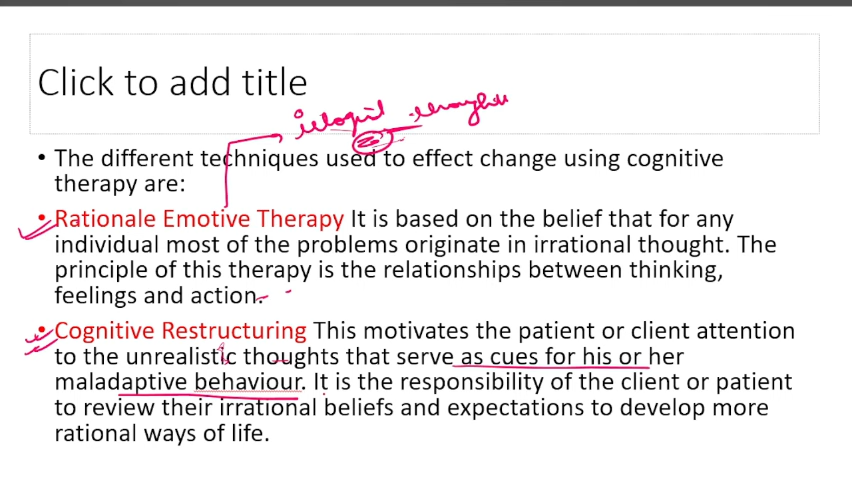 Click to add title
• The different techniques used to effect change using cognitive
therapy are:
• Rationale Emotive Therapy It is based on the belief that for any
individual most of the problems originate in irrational thought. The
principle of this therapy is the relationships between thinking,
feelings and action.
• Cognitive Restructuring This motivates the patient or client attention
to the unrealistic thoughts that serve as cues for his or her
maladaptive behaviour. It is the responsibility of the client or patient
to review their irrational beliefs and expectations to develop more
rational ways of life.